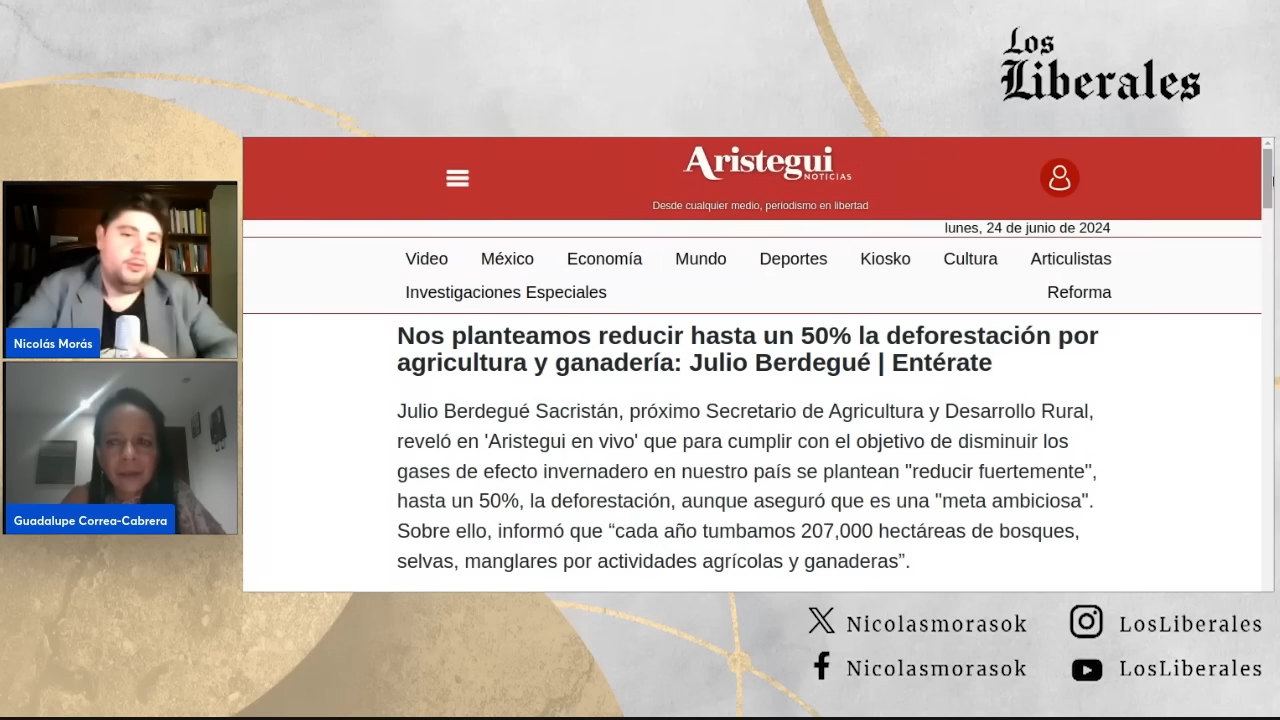 Los
Liberales
Aristegui
NOTICIAS
Desde cualquier medio, periodismo en libertad
lunes, 24 de junio de 2024
Video México Economía Mundo Deportes Kiosko Cultura Articulistas
Investigaciones Especiales Reforma
Nos planteamos reducir hasta un 50% la deforestación por
agricultura y ganadería: Julio Berdegué | Entérate
Julio Berdegué Sacristán, próximo Secretario de Agricultura y Desarrollo Rural,
reveló en 'Aristegui en vivo' que para cumplir con el objetivo de disminuir los
gases de efecto invernadero en nuestro país se plantean "reducir fuertemente",
hasta un 50%, la deforestación, aunque aseguró que es una "meta ambiciosa".
Sobre ello, informó que “cada año tumbamos 207,000 hectáreas de bosques,
selvas, manglares por actividades agrícolas y ganaderas”.
Nicolás Morás
Guadalupe Correa-Cabrera
Nicolasmorasok LosLiberales
Nicolasmorasok LosLiberales